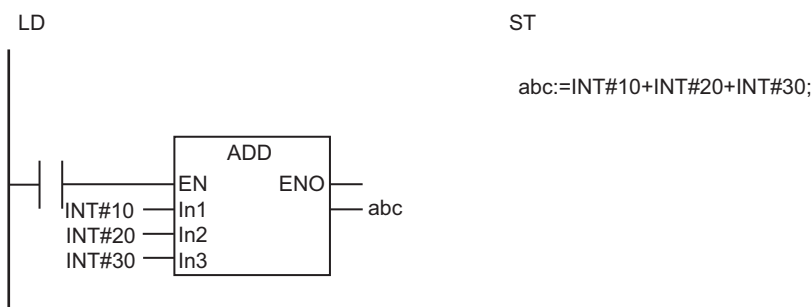 LD
ST
abc:=INT#10+INT#20+INT#30;
ADD
EN ENO
INT#10 In1 abc
INT#20 In2
INT#30 In3